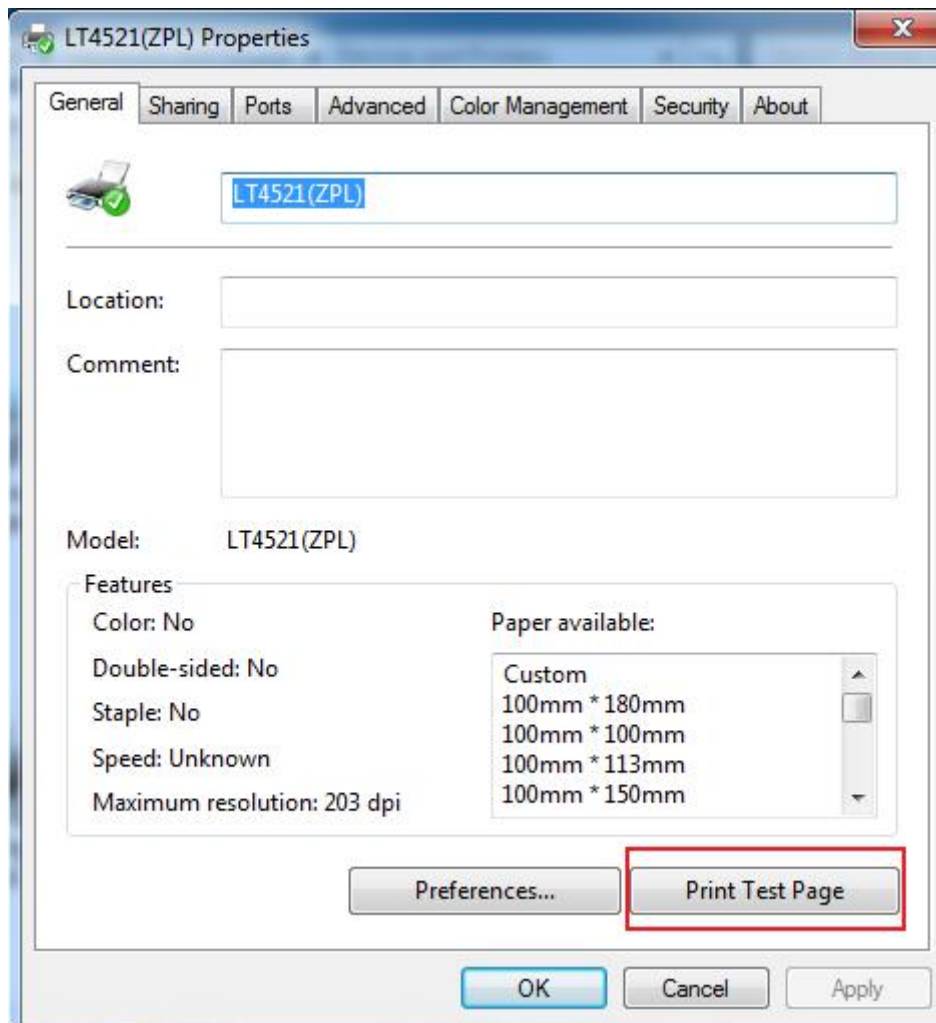 LT4521(ZPL) Properties
General Sharing Ports Advanced Color Management Security About
LT4521(ZPL)
Location:
Comment:
Model: LT4521(ZPL)
Features
Color: No
Double-sided: No
Staple: No
Speed: Unknown
Maximum resolution: 203 dpi
Paper available:
Custom
100mm * 180mm
100mm * 100mm
100mm * 113mm
100mm * 150mm
Preferences... Print Test Page
OK Cancel Apply